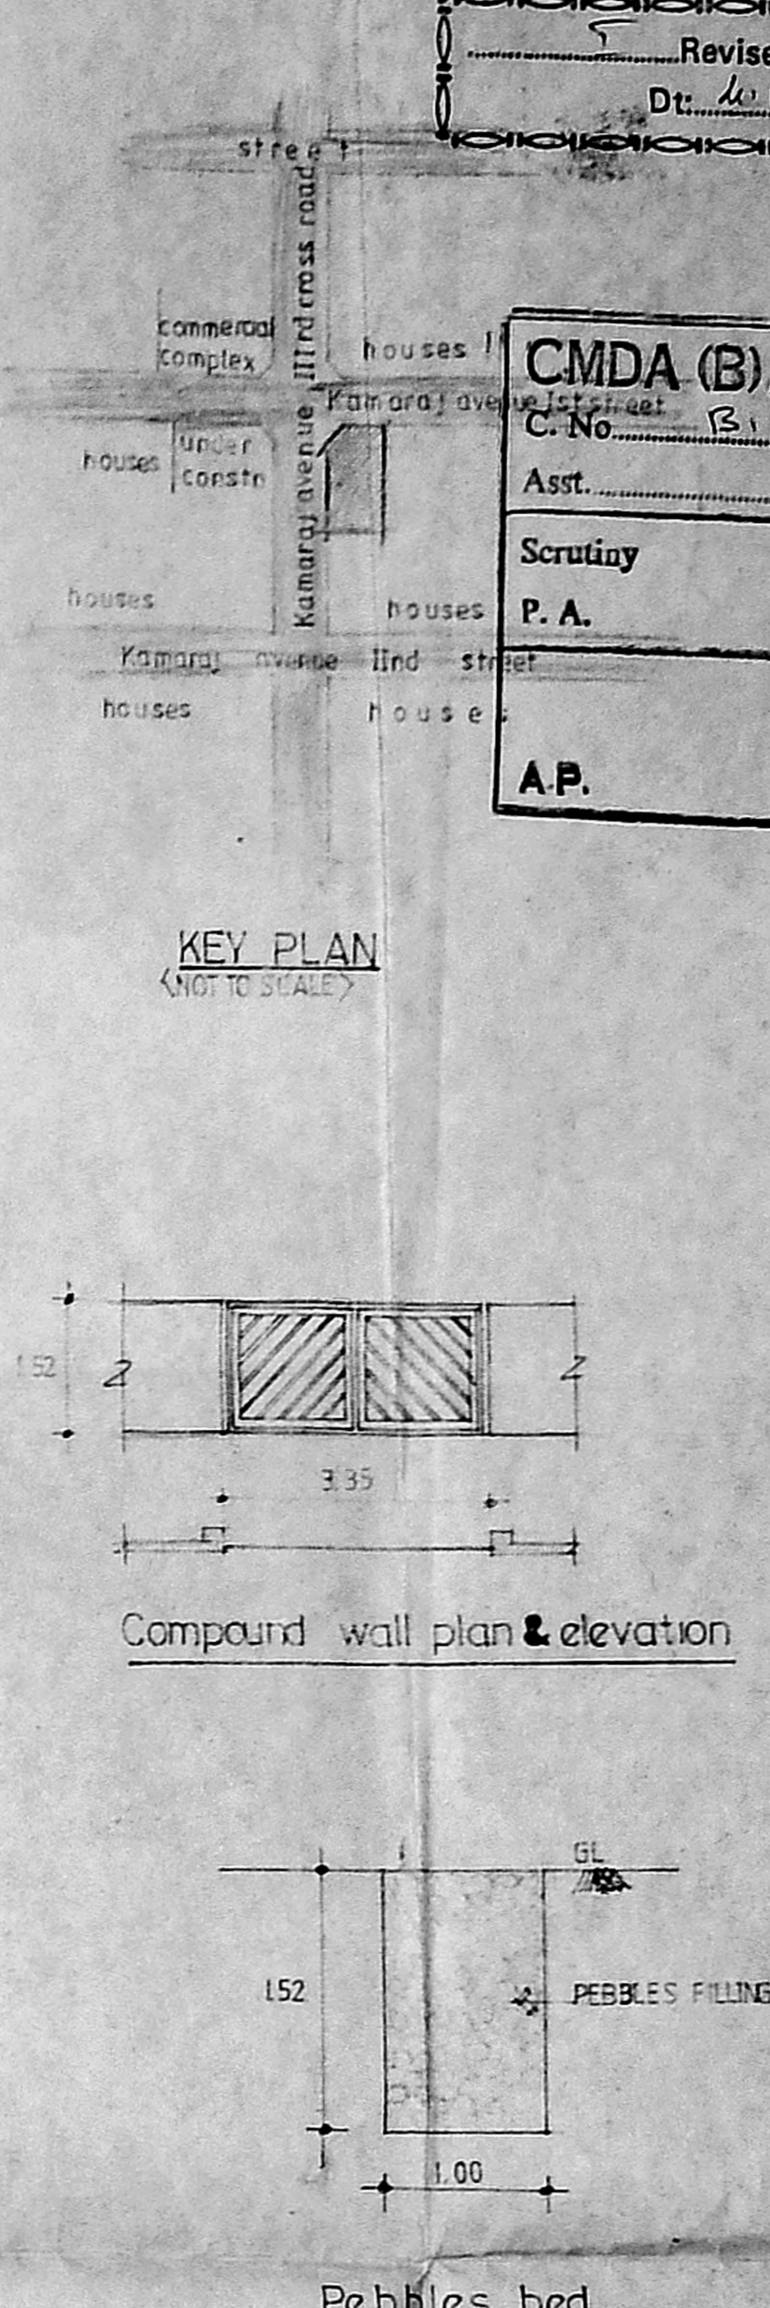 Revise
Dt:
street
Kamaraj avenue IIIrd cross road
commercial
complex
houses
Kamaraj avenue Ist street
CMDA (B)
C. No. B
Asst.
Scrutiny
P. A.
A.P.
houses
under
constn
houses
houses
Kamaraj avenue IInd street
houses
houses
KEY PLAN
<NOT TO SCALE>
1.52
3.35
Compound wall plan & elevation
GL
1.52
PEBBLES FILLING
1.00
Pebbles bed